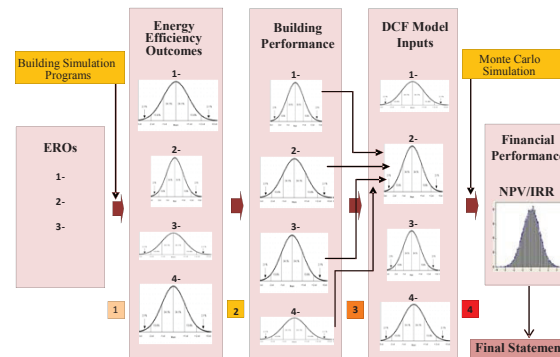 Building Simulation
Programs
EROs
1-
2-
3-
1
Energy
Efficiency
Outcomes
1-
2-
3-
4-
2
Building
Performance
1-
2-
3-
4-
3
DCF Model
Inputs
1-
2-
3-
4-
4
Monte Carlo
Simulation
Financial
Performance
NPV/IRR
Final Statement